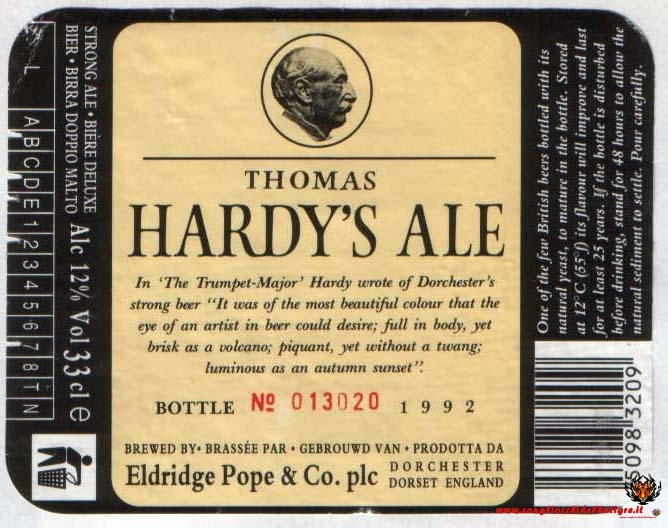 STRONG ALE • BIÈRE DELUXE
BIER • BIRRA DOPPIO MALTO
Alc 12% Vol 33 cl e
L A B C D E 1 2 3 4 5 6 7 8 T N
THOMAS
HARDY'S ALE
In 'The Trumpet-Major' Hardy wrote of Dorchester's
strong beer "It was of the most beautiful colour that the
eye of an artist in beer could desire; full in body, yet
brisk as a volcano; piquant, yet without a twang;
luminous as an autumn sunset".
BOTTLE Nº 013020 1992
BREWED BY • BRASSÉE PAR • GEBROUWD VAN • PRODOTTA DA
Eldridge Pope & Co. plc DORCHESTER
DORSET ENGLAND
One of the few British beers bottled with its
natural yeast, to mature in the bottle. Stored
at 12°C (55°f) its flavour will improve and last
for at least 25 years. If the bottle is disturbed
before drinking, stand for 48 hours to allow the
natural sediment to settle. Pour carefully.
5098 3209